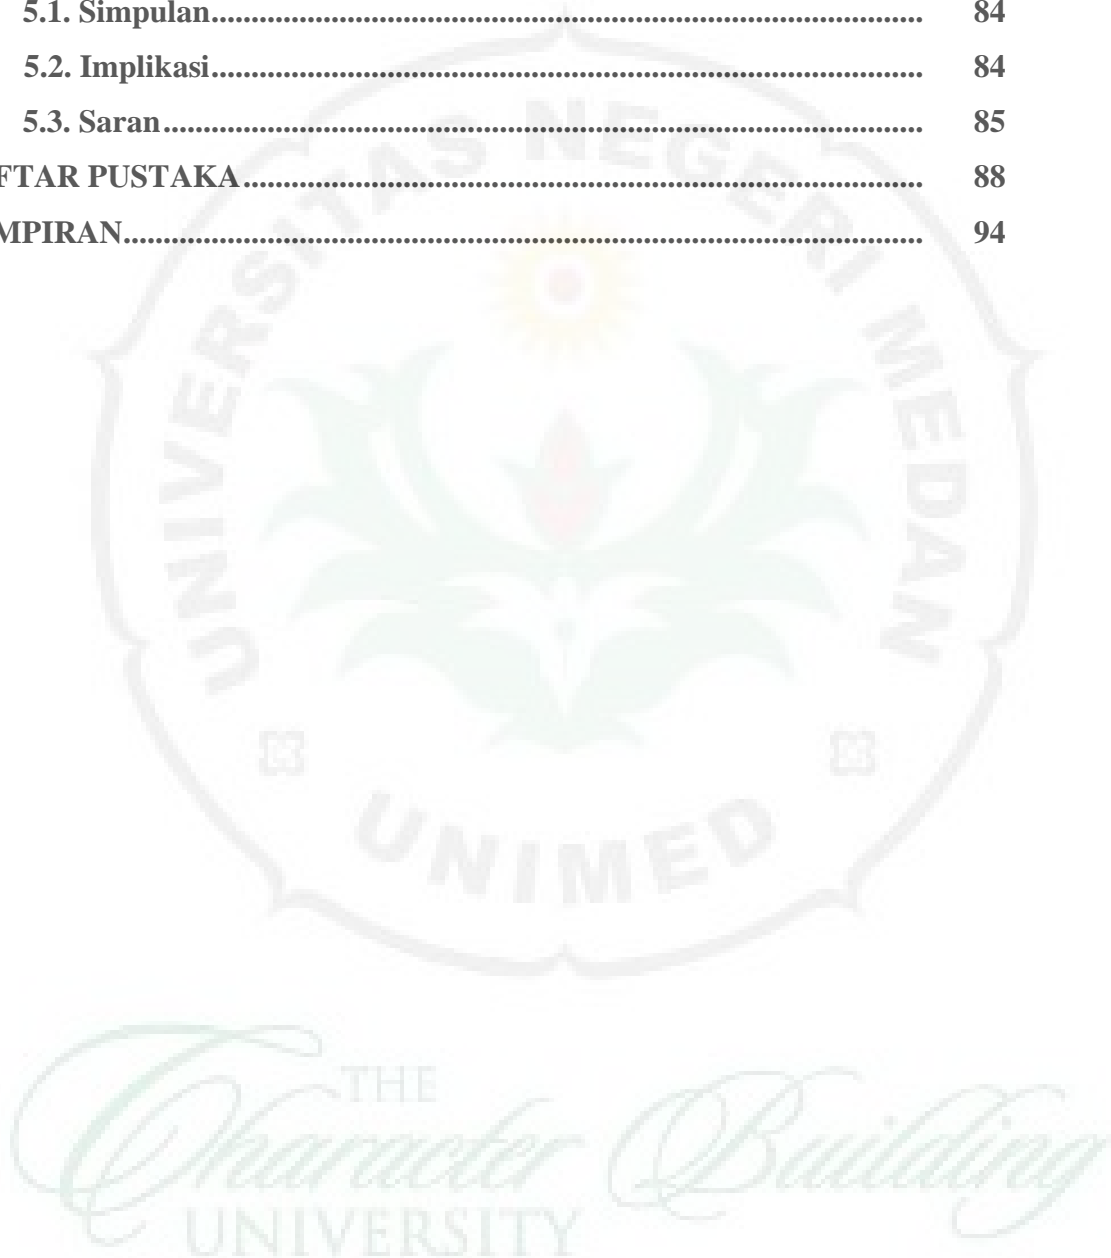 5.1. Simpulan........................................................................................ 84
5.2. Implikasi........................................................................................ 84
5.3. Saran.............................................................................................. 85
FTAR PUSTAKA.................................................................................... 88
MPIRAN.................................................................................................. 94
UNIVERSITAS NEGERI MEDAN
UNIMED
THE
Character Building
UNIVERSITY